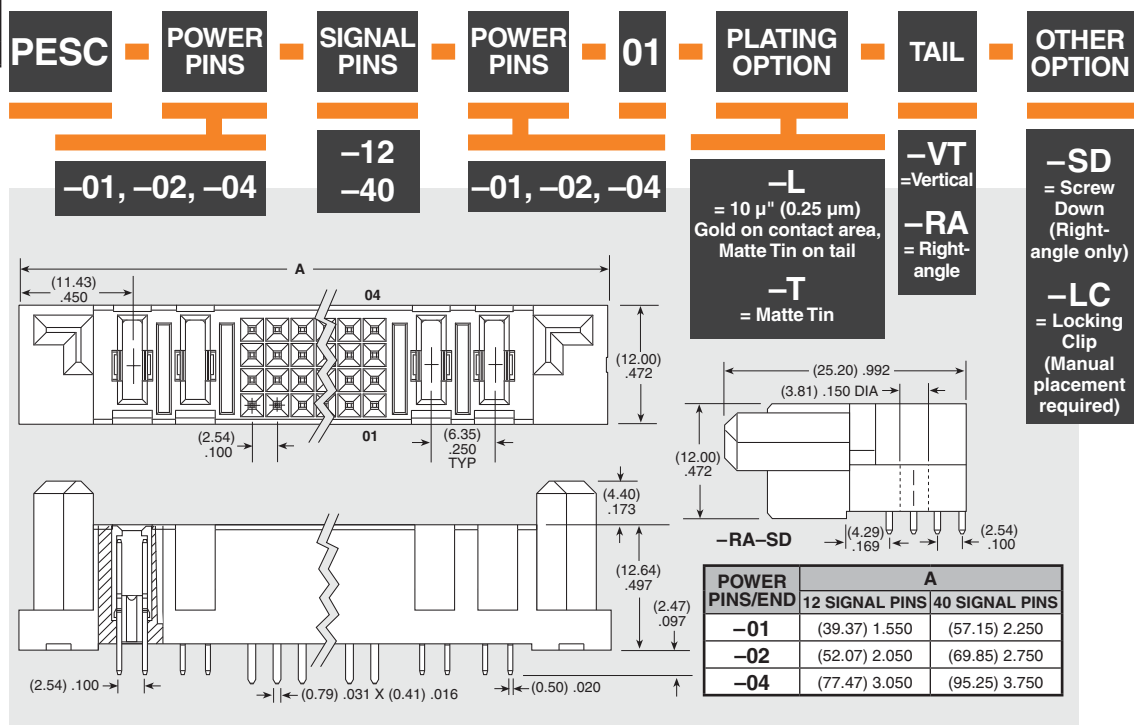 PESC – POWER PINS – SIGNAL PINS – POWER PINS – 01 – PLATING OPTION – TAIL – OTHER OPTION
–01, –02, –04
–12
–40
–01, –02, –04
–L
= 10 µ" (0.25 µm)
Gold on contact area,
Matte Tin on tail
–T
= Matte Tin
–VT
=Vertical
–RA
= Right-
angle
–SD
= Screw
Down
(Right-
angle only)
–LC
= Locking
Clip
(Manual
placement
required)
A
(11.43)
.450
04
(12.00)
.472
(2.54)
.100
01
(6.35)
.250
TYP
(25.20) .992
(3.81) .150 DIA
(12.00)
.472
–RA–SD
(4.29)
.169
(2.54)
.100
(4.40)
.173
(12.64)
.497
(2.47)
.097
(2.54) .100
(0.79) .031 X (0.41) .016
(0.50) .020
POWER PINS/END A
12 SIGNAL PINS 40 SIGNAL PINS
–01 (39.37) 1.550 (57.15) 2.250
–02 (52.07) 2.050 (69.85) 2.750
–04 (77.47) 3.050 (95.25) 3.750